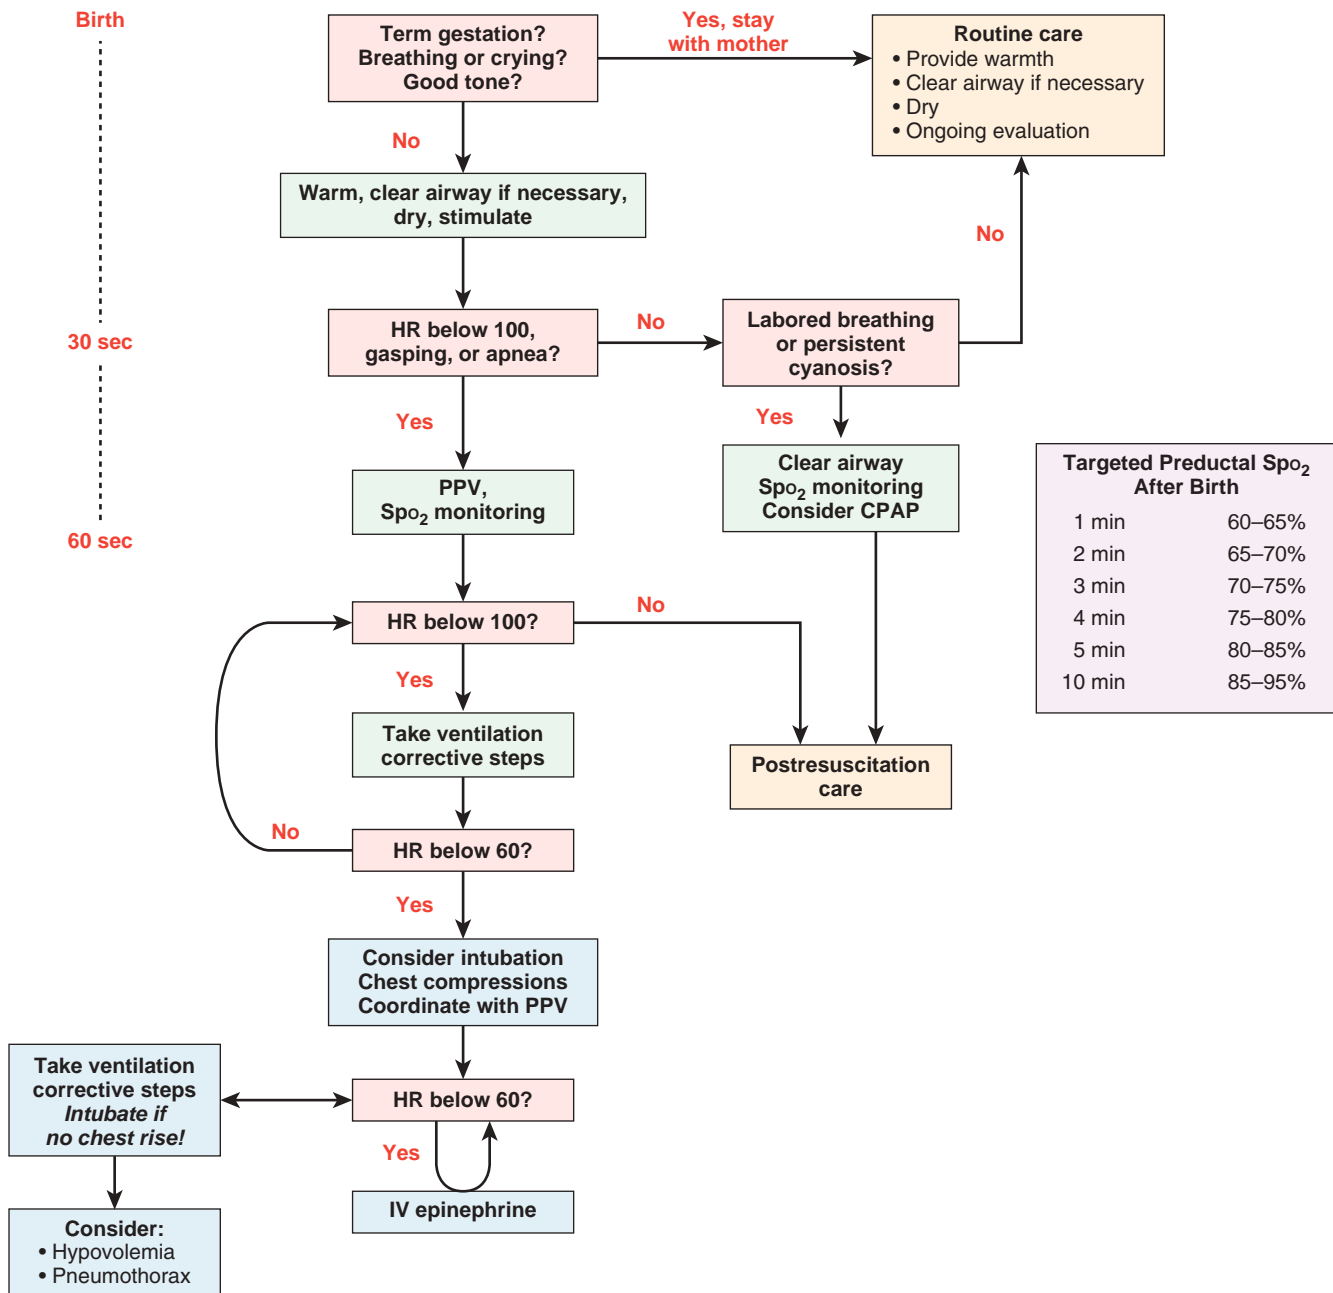 Birth
Term gestation?
Breathing or crying?
Good tone?
Yes, stay
with mother
Routine care
• Provide warmth
• Clear airway if necessary
• Dry
• Ongoing evaluation
No
Warm, clear airway if necessary,
dry, stimulate
No
30 sec
HR below 100,
gasping, or apnea?
No
Labored breathing
or persistent
cyanosis?
Yes
Yes
PPV,
SpO2 monitoring
Clear airway
SpO2 monitoring
Consider CPAP
60 sec
Targeted Preductal SpO2
After Birth
1 min 60–65%
2 min 65–70%
3 min 70–75%
4 min 75–80%
5 min 80–85%
10 min 85–95%
HR below 100?
No
Yes
Take ventilation
corrective steps
Postresuscitation
care
No
HR below 60?
Yes
Consider intubation
Chest compressions
Coordinate with PPV
Take ventilation
corrective steps
Intubate if
no chest rise!
HR below 60?
Yes
IV epinephrine
Consider:
• Hypovolemia
• Pneumothorax